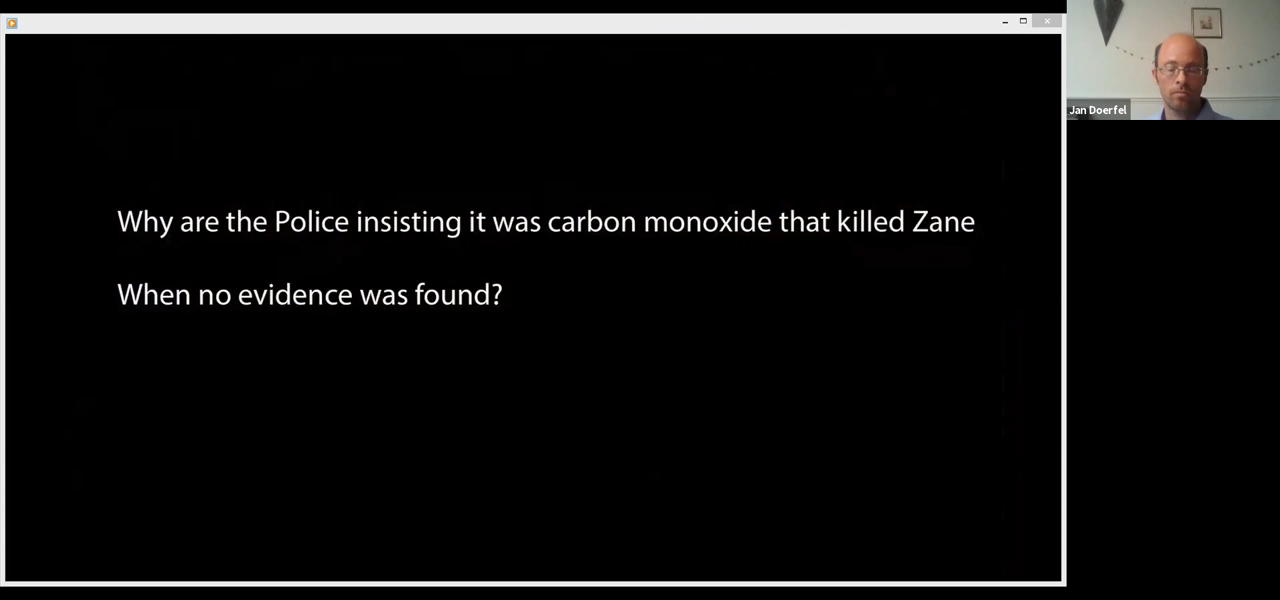 Why are the Police insisting it was carbon monoxide that killed Zane
When no evidence was found?
Jan Doerfel